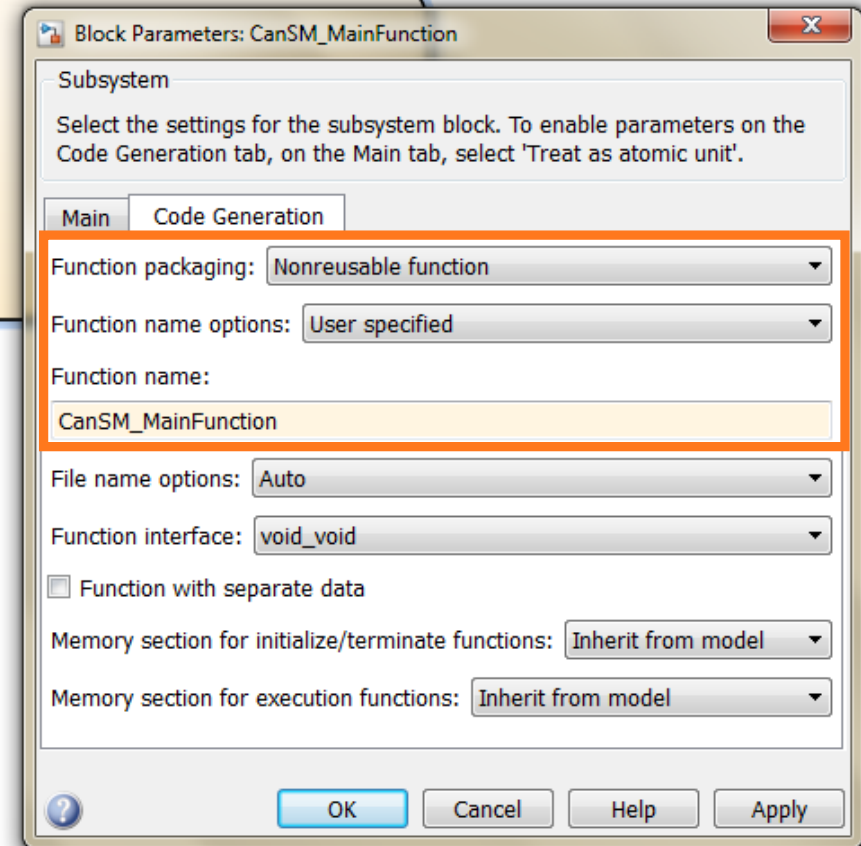 Block Parameters: CanSM_MainFunction
Subsystem
Select the settings for the subsystem block. To enable parameters on the
Code Generation tab, on the Main tab, select 'Treat as atomic unit'.
Main Code Generation
Function packaging: Nonreusable function
Function name options: User specified
Function name:
CanSM_MainFunction
File name options: Auto
Function interface: void_void
Function with separate data
Memory section for initialize/terminate functions: Inherit from model
Memory section for execution functions: Inherit from model
? OK Cancel Help Apply